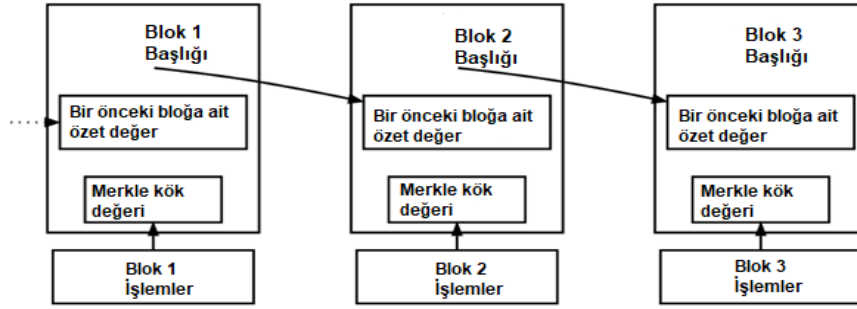 Blok 1
Başlığı
Bir önceki bloğa ait
özet değer
Merkle kök
değeri
Blok 1
İşlemler
Blok 2
Başlığı
Bir önceki bloğa ait
özet değer
Merkle kök
değeri
Blok 2
İşlemler
Blok 3
Başlığı
Bir önceki bloğa ait
özet değer
Merkle kök
değeri
Blok 3
İşlemler